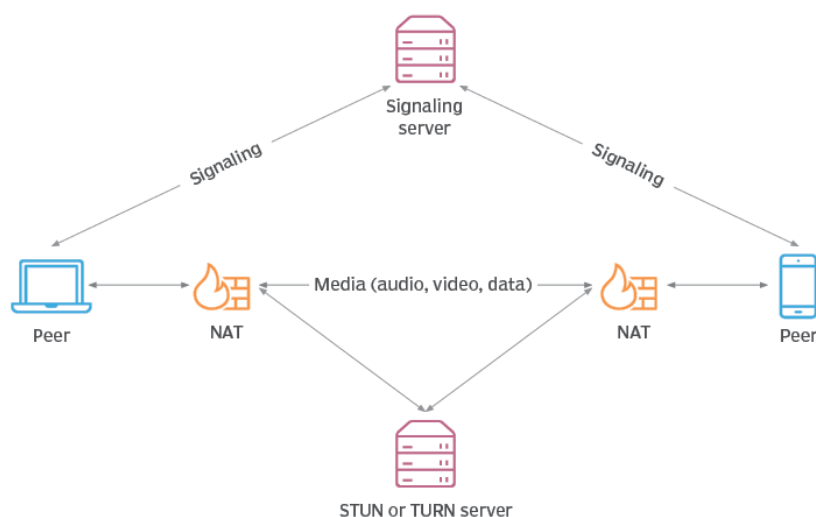 Signaling
server
Signaling
Signaling
Media (audio, video, data)
Peer
NAT
NAT
Peer
STUN or TURN server